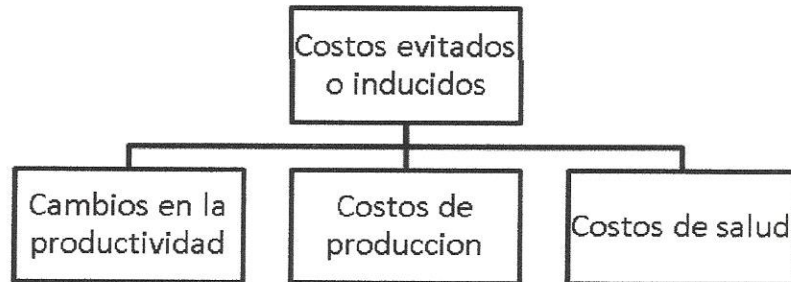 Costos evitados
o inducidos
Cambios en la
productividad
Costos de
produccion
Costos de salud